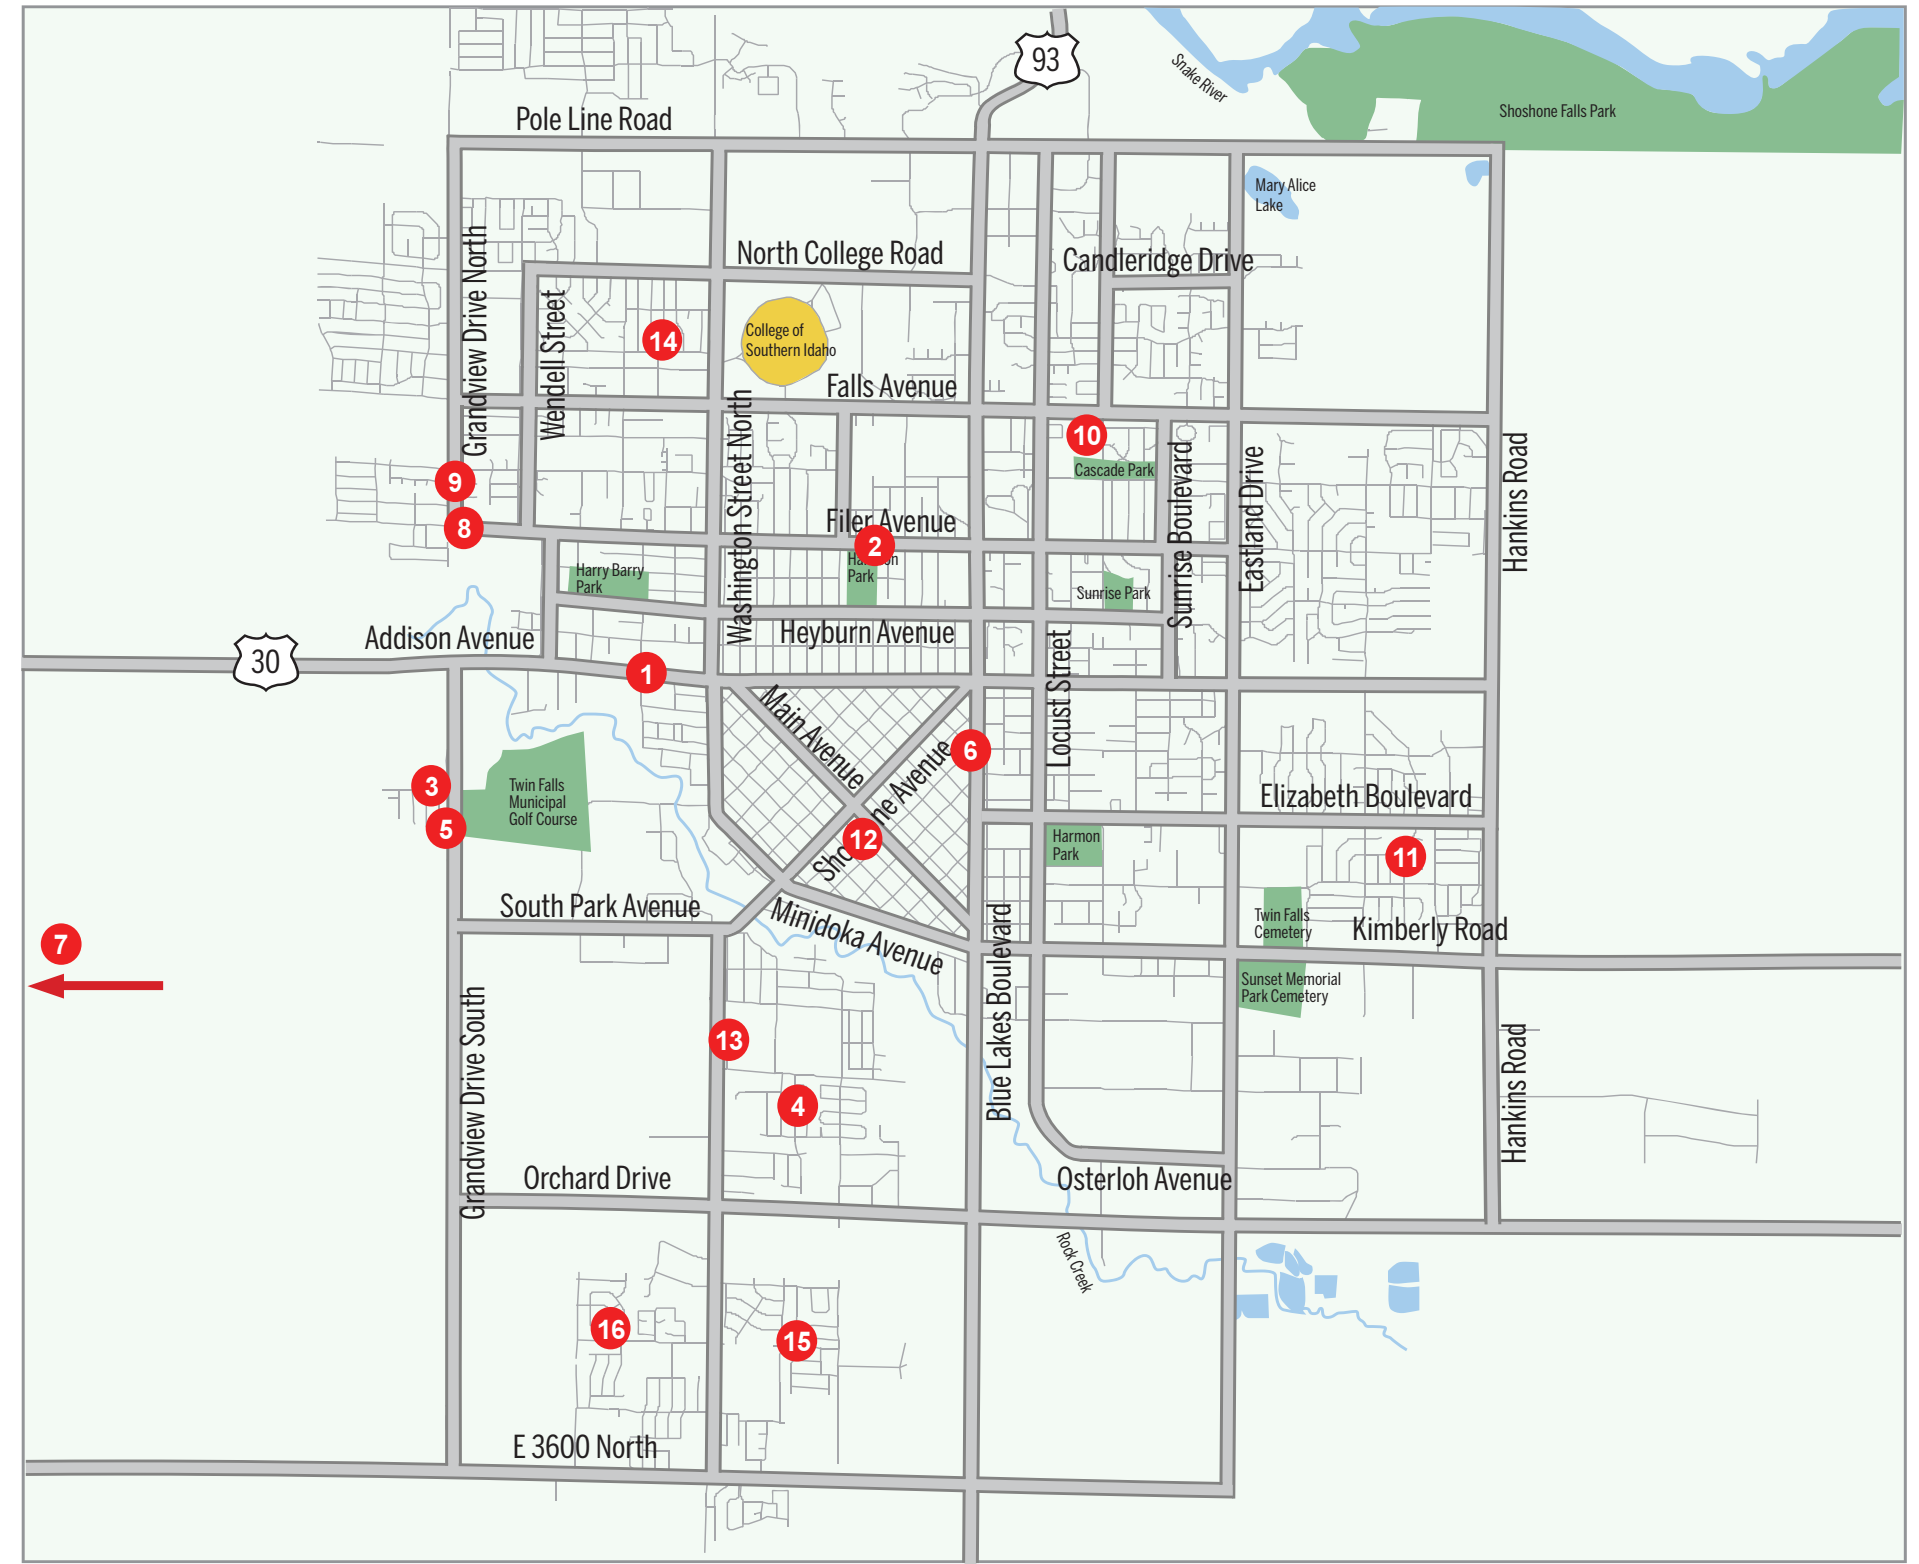 93
Snake River
Shoshone Falls Park
Pole Line Road
Mary Alice
Lake
North College Road
Candleridge Drive
Grandview Drive North
Wendell Street
14
College of
Southern Idaho
Falls Avenue
Washington Street North
10
Cascade Park
Sunrise Boulevard
Eastland Drive
Hankins Road
9
8
Filer Avenue
2
Park
Harry Barry
Park
Sunrise Park
Addison Avenue
Heyburn Avenue
30
1
Locust Street
Main Avenue
6
Shoshone Avenue
3
5
Twin Falls
Municipal
Golf Course
12
Elizabeth Boulevard
Harmon
Park
11
South Park Avenue
Minidoka Avenue
Blue Lakes Boulevard
Twin Falls
Cemetery
Kimberly Road
7
Sunset Memorial
Park Cemetery
Grandview Drive South
13
4
Hankins Road
Orchard Drive
Osterloh Avenue
Rock Creek
16
15
E 3600 North